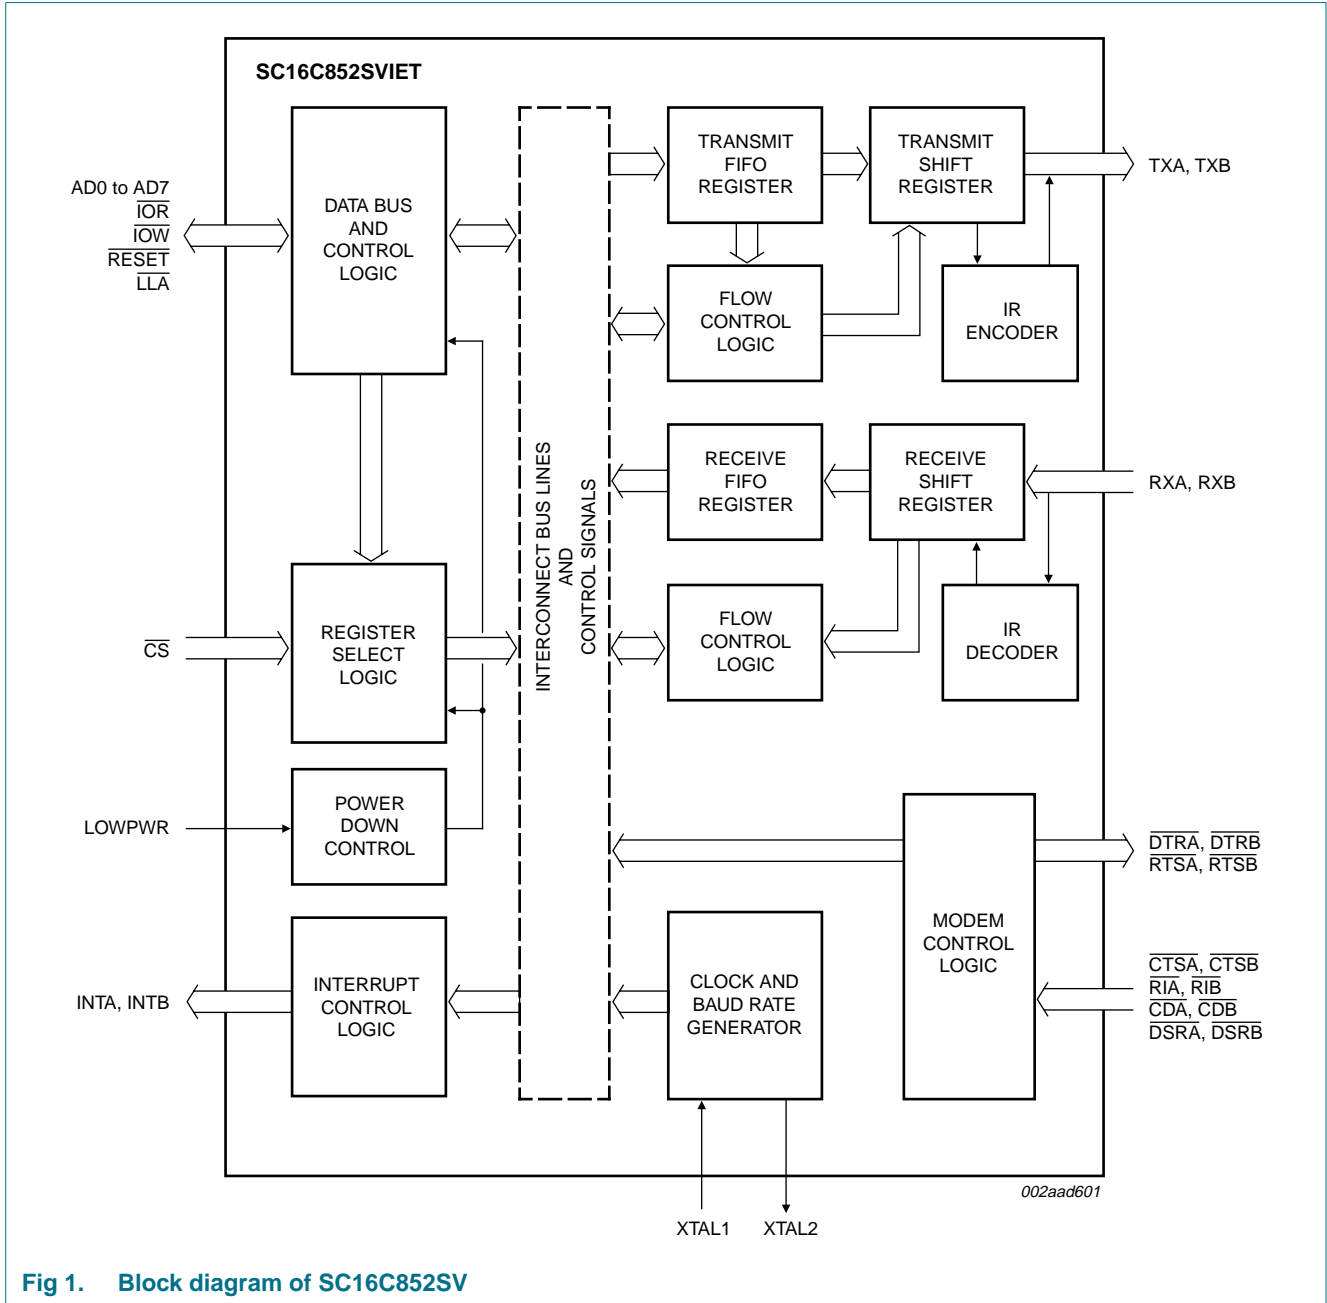 SC16C852SVIET
AD0 to AD7
IOR
IOW
RESET
LLA
DATA BUS
AND
CONTROL
LOGIC
TRANSMIT
FIFO
REGISTER
TRANSMIT
SHIFT
REGISTER
TXA, TXB
FLOW
CONTROL
LOGIC
IR
ENCODER
INTERCONNECT BUS LINES
AND
CONTROL SIGNALS
RECEIVE
FIFO
REGISTER
RECEIVE
SHIFT
REGISTER
RXA, RXB
CS
REGISTER
SELECT
LOGIC
FLOW
CONTROL
LOGIC
IR
DECODER
LOWPWR
POWER
DOWN
CONTROL
DTRA, DTRB
RTSA, RTSB
MODEM
CONTROL
LOGIC
INTA, INTB
INTERRUPT
CONTROL
LOGIC
CLOCK AND
BAUD RATE
GENERATOR
CTSA, CTSB
RIA, RIB
CDA, CDB
DSRA, DSRB
002aad601
XTAL1
XTAL2
Fig 1. Block diagram of SC16C852SV